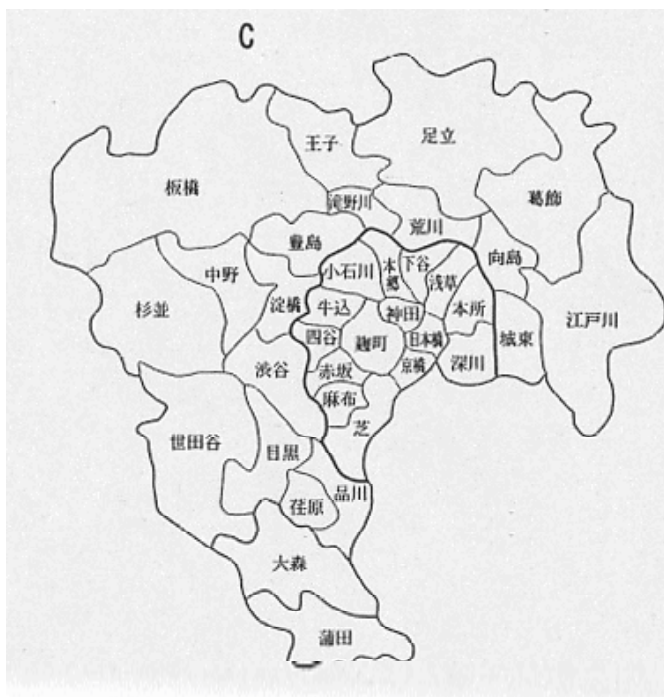 C
王子
足立
板橋
葛飾
滝野川
荒川
豊島
向島
中野
小石川
本郷
下谷
浅草
杉並
淀橋
牛込
神田
本所
江戸川
四谷
麹町
日本橋
城東
渋谷
赤坂
京橋
深川
麻布
芝
世田谷
目黒
品川
荏原
大森
蒲田